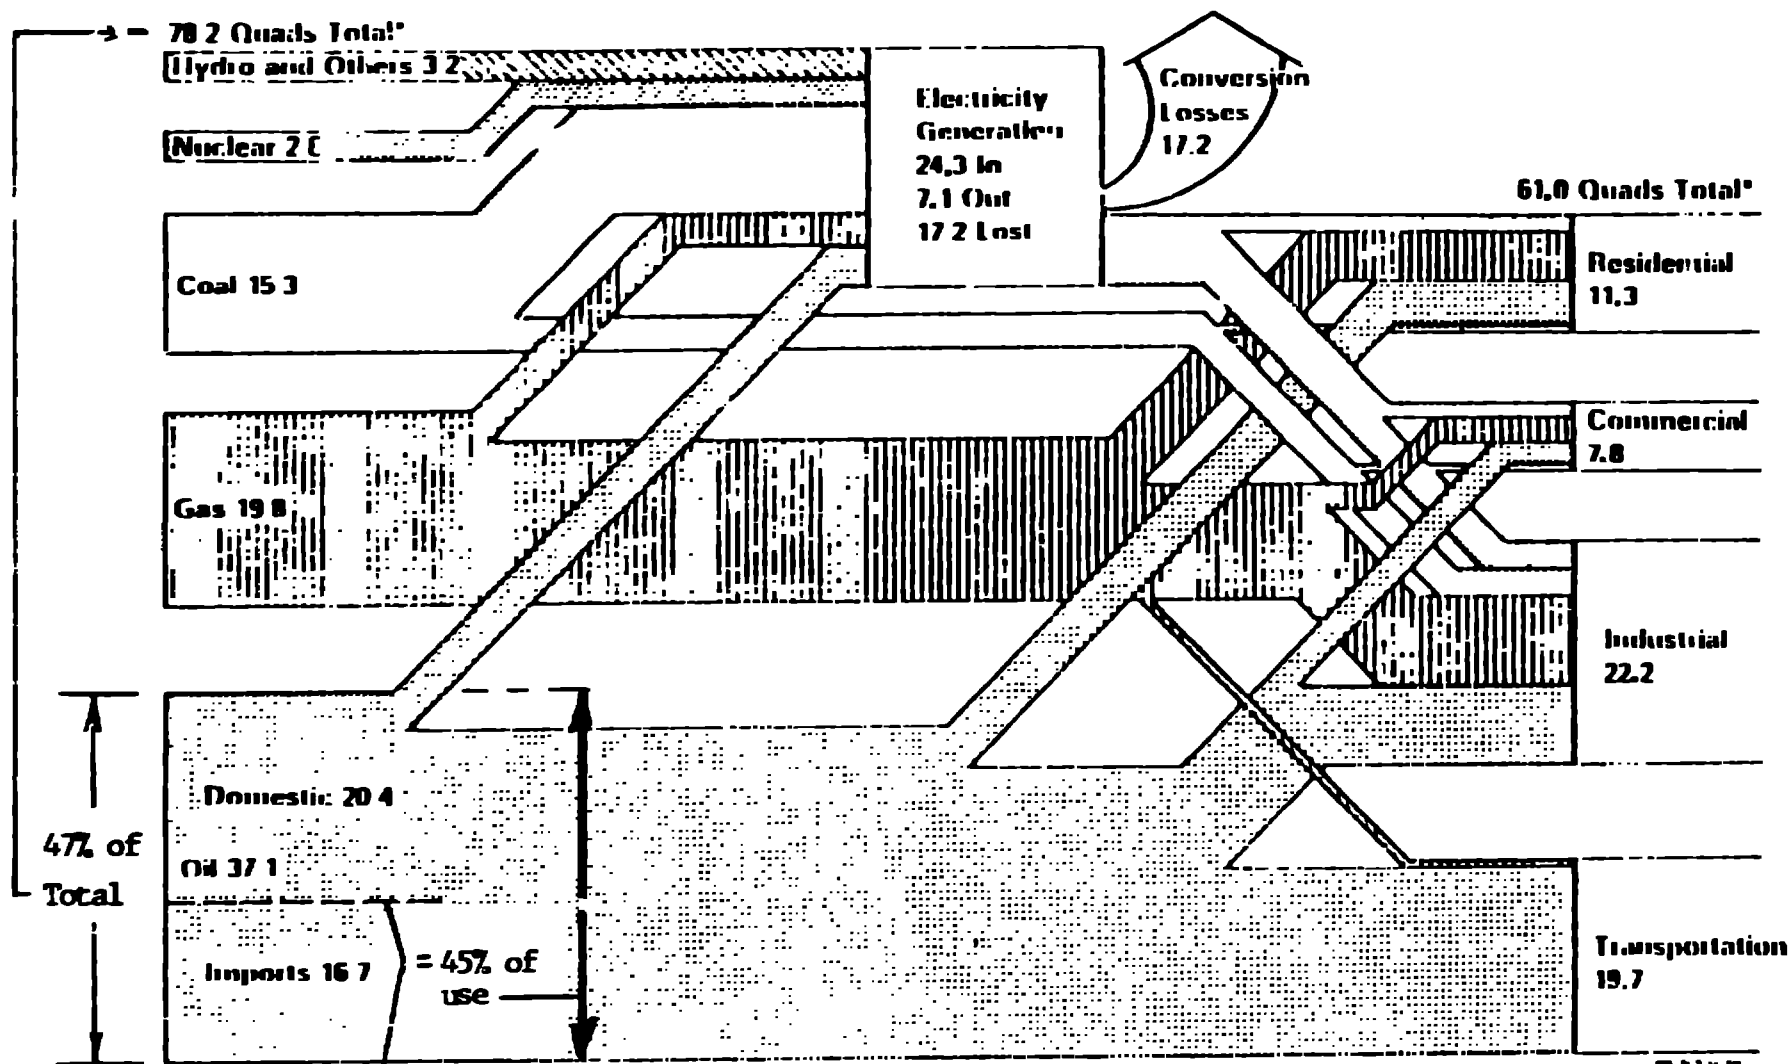 = 78 2 Quads Total*
Hydro and Others 3 2
Nuclear 2
Coal 15 3
Gas 19 8
Domestic 20 4
Oil 37 1
Imports 16 7
47% of
Total
= 45% of
use
Electricity
Generation
24.3 In
7.1 Out
17 2 Lost
Conversion
Losses
17.2
61.0 Quads Total*
Residential
11.3
Commercial
7.8
Industrial
22.2
Transportation
19.7